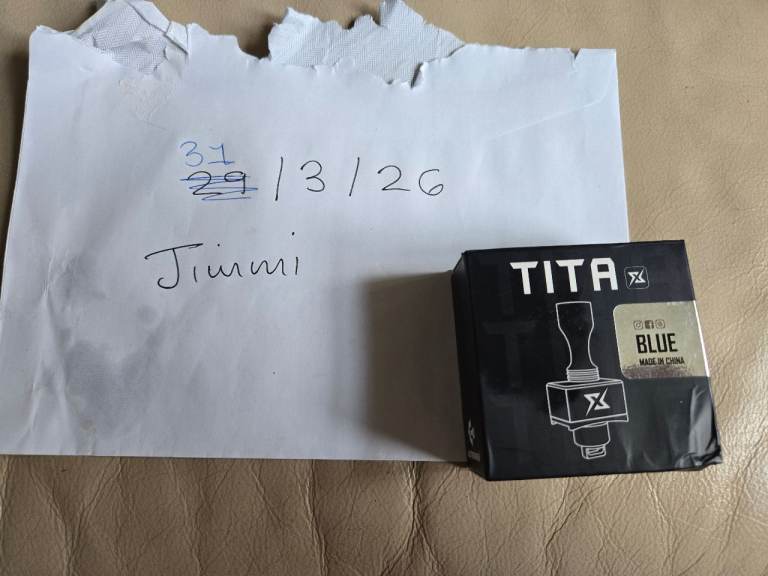 31
29/3/26
Jimmi
TITA
BLUE
MADE IN CHINA